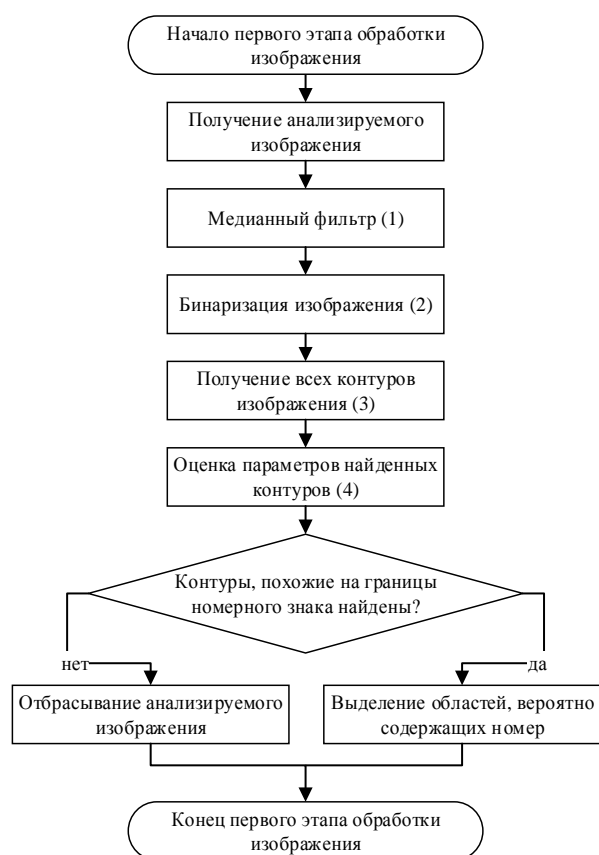 Начало первого этапа обработки
изображения
Получение анализируемого
изображения
Медианный фильтр (1)
Бинаризация изображения (2)
Получение всех контуров
изображения (3)
Оценка параметров найденных
контуров (4)
Контуры, похожие на границы
номерного знака найдены?
нет
да
Отбрасывание анализируемого
изображения
Выделение областей, вероятно
содержащих номер
Конец первого этапа обработки
изображения